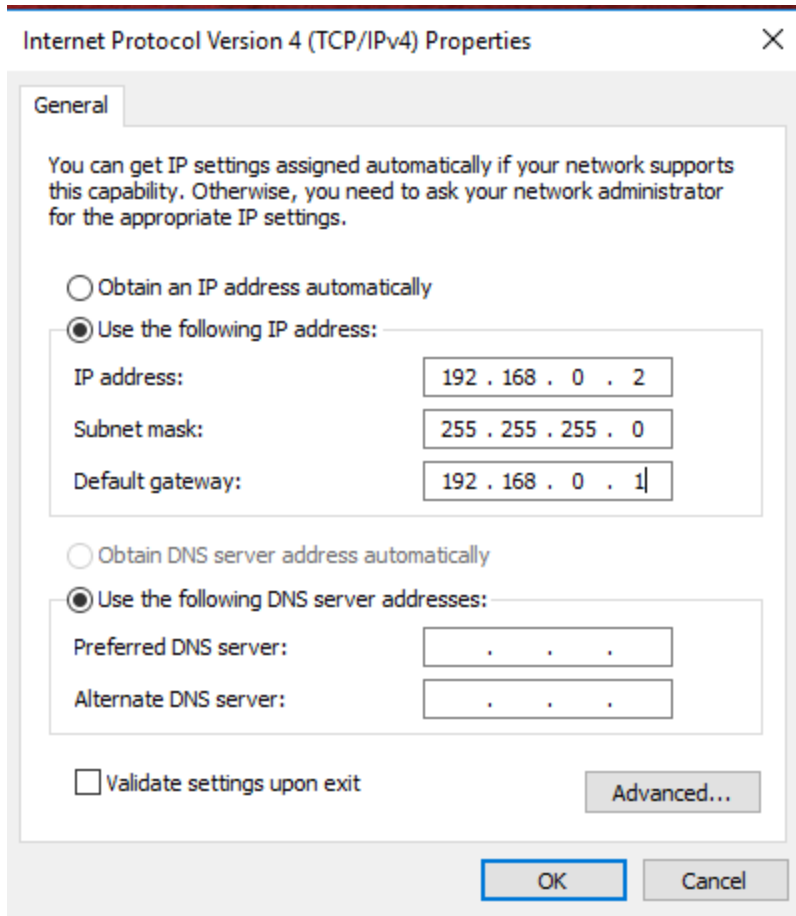 Internet Protocol Version 4 (TCP/IPv4) Properties
General
You can get IP settings assigned automatically if your network supports
this capability. Otherwise, you need to ask your network administrator
for the appropriate IP settings.
Obtain an IP address automatically
Use the following IP address:
IP address: 192 . 168 . 0 . 2
Subnet mask: 255 . 255 . 255 . 0
Default gateway: 192 . 168 . 0 . 1
Obtain DNS server address automatically
Use the following DNS server addresses:
Preferred DNS server: . . .
Alternate DNS server: . . .
Validate settings upon exit
Advanced...
OK Cancel